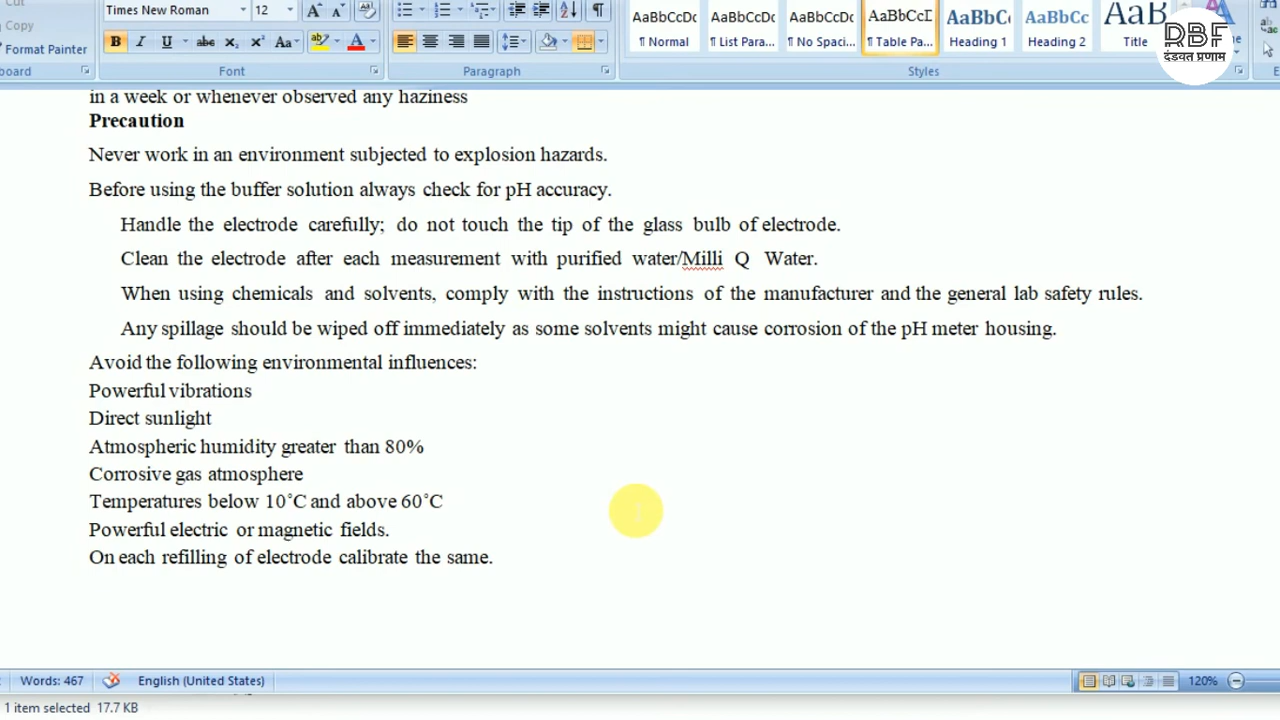 Cut
Copy
Format Painter
board
Times New Roman
12
Font
Paragraph
AaBbCcDc
¶ Normal
AaBbCcDc
¶ List Para...
AaBbCcDc
¶ No Spaci...
AaBbCcD
¶ Table Pa...
AaBbC
Heading 1
AaBbCc
Heading 2
AaB
Title
Styles
RBF
दंडवत प्रणाम
in a week or whenever observed any haziness
Precaution
Never work in an environment subjected to explosion hazards.
Before using the buffer solution always check for pH accuracy.
Handle the electrode carefully; do not touch the tip of the glass bulb of electrode.
Clean the electrode after each measurement with purified water/Milli Q Water.
When using chemicals and solvents, comply with the instructions of the manufacturer and the general lab safety rules.
Any spillage should be wiped off immediately as some solvents might cause corrosion of the pH meter housing.
Avoid the following environmental influences:
Powerful vibrations
Direct sunlight
Atmospheric humidity greater than 80%
Corrosive gas atmosphere
Temperatures below 10˚C and above 60˚C
Powerful electric or magnetic fields.
On each refilling of electrode calibrate the same.
Words: 467
English (United States)
120%
1 item selected 17.7 KB